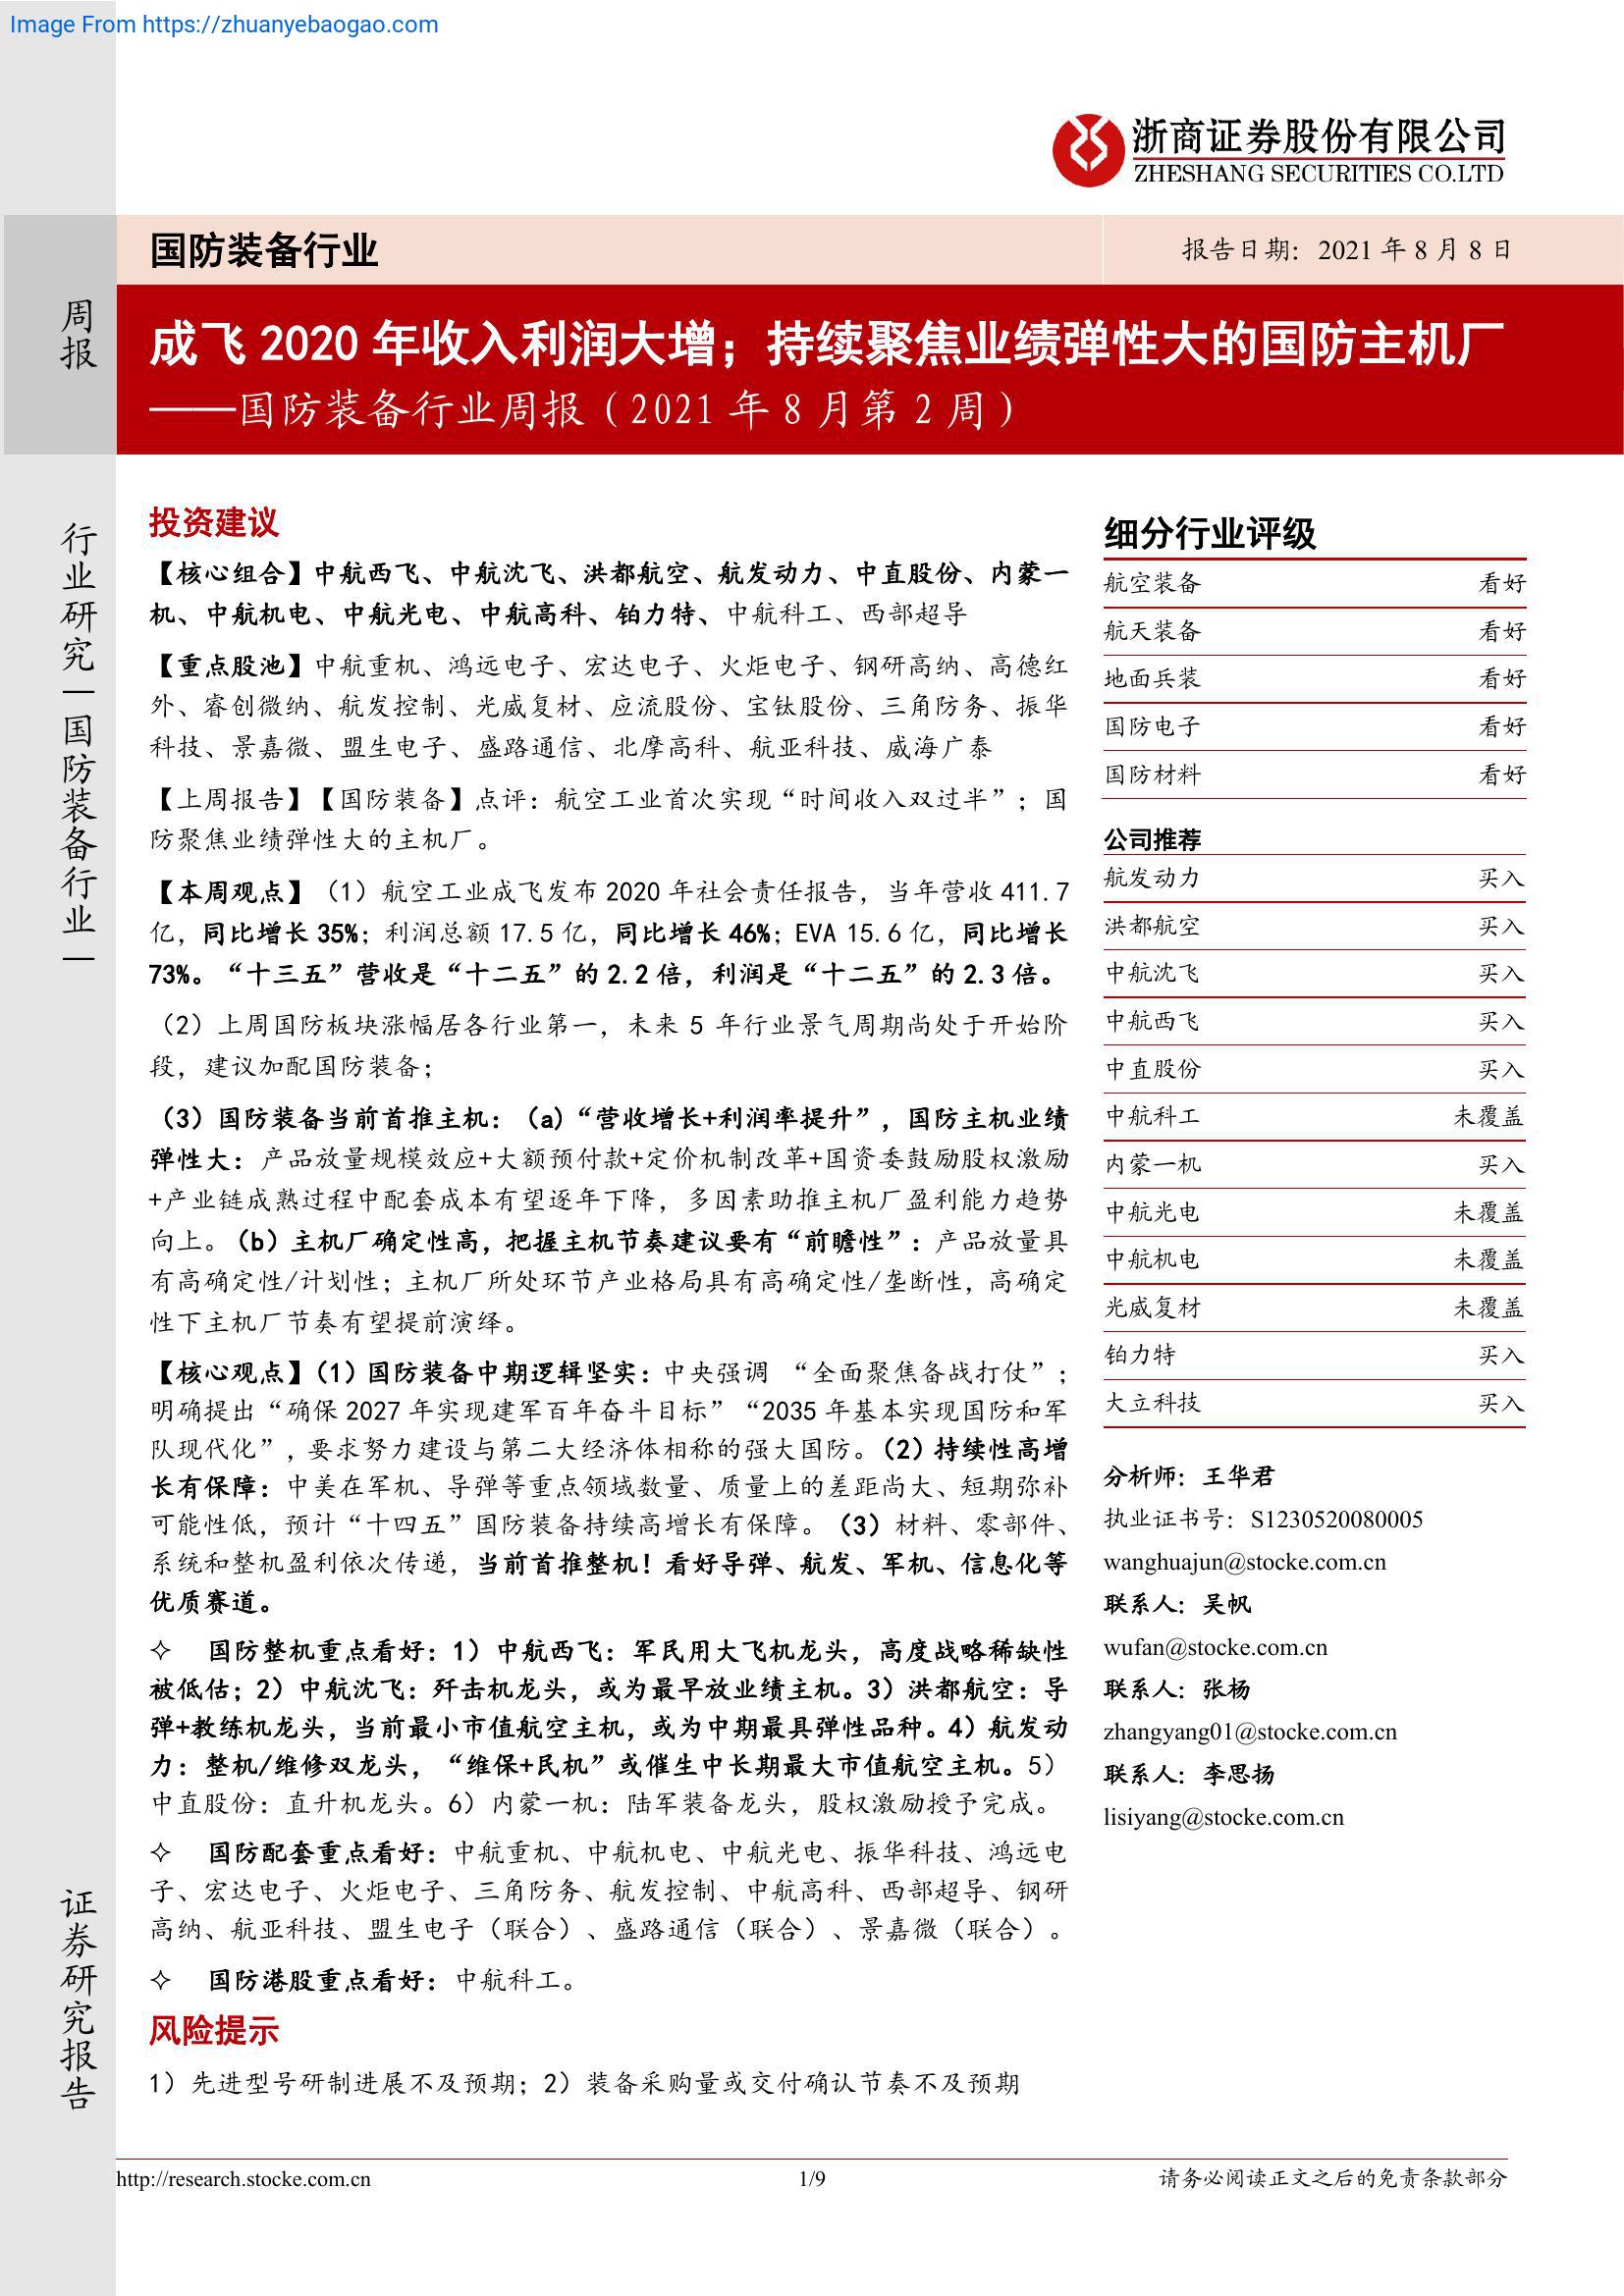 Image From https://zhuanyebaogao.com
浙商证券股份有限公司
ZHESHANG SECURITIES CO.LTD
国防装备行业
报告日期：2021 年 8 月 8 日
周报
成飞 2020 年收入利润大增；持续聚焦业绩弹性大的国防主机厂
——国防装备行业周报（2021 年 8 月第 2 周）
行业研究｜国防装备行业｜
证券研究报告
投资建议
【核心组合】中航西飞、中航沈飞、洪都航空、航发动力、中直股份、内蒙一
机、中航机电、中航光电、中航高科、铂力特、中航科工、西部超导
【重点股池】中航重机、鸿远电子、宏达电子、火炬电子、钢研高纳、高德红
外、睿创微纳、航发控制、光威复材、应流股份、宝钛股份、三角防务、振华
科技、景嘉微、盟生电子、盛路通信、北摩高科、航亚科技、威海广泰
【上周报告】【国防装备】点评：航空工业首次实现“时间收入双过半”；国
防聚焦业绩弹性大的主机厂。
【本周观点】（1）航空工业成飞发布 2020 年社会责任报告，当年营收 411.7
亿，同比增长 35%；利润总额 17.5 亿，同比增长 46%；EVA 15.6 亿，同比增长
73%。“十三五”营收是“十二五”的 2.2 倍，利润是“十二五”的 2.3 倍。
（2）上周国防板块涨幅居各行业第一，未来 5 年行业景气周期尚处于开始阶
段，建议加配国防装备；
（3）国防装备当前首推主机：（a）“营收增长+利润率提升”，国防主机业绩
弹性大：产品放量规模效应+大额预付款+定价机制改革+国资委鼓励股权激励
+产业链成熟过程中配套成本有望逐年下降，多因素助推主机厂盈利能力趋势
向上。（b）主机厂确定性高，把握主机节奏建议要有“前瞻性”：产品放量具
有高确定性/计划性；主机厂所处环节产业格局具有高确定性/垄断性，高确定
性下主机厂节奏有望提前演绎。
【核心观点】（1）国防装备中期逻辑坚实：中央强调 “全面聚焦备战打仗”；
明确提出“确保 2027 年实现建军百年奋斗目标”“2035 年基本实现国防和军
队现代化”，要求努力建设与第二大经济体相称的强大国防。（2）持续性高增
长有保障：中美在军机、导弹等重点领域数量、质量上的差距尚大、短期弥补
可能性低，预计“十四五”国防装备持续高增长有保障。（3）材料、零部件、
系统和整机盈利依次传递，当前首推整机！看好导弹、航发、军机、信息化等
优质赛道。
✧ 国防整机重点看好：1）中航西飞：军民用大飞机龙头，高度战略稀缺性
被低估；2）中航沈飞：歼击机龙头，或为最早放业绩主机。3）洪都航空：导
弹+教练机龙头，当前最小市值航空主机，或为中期最具弹性品种。4）航发动
力：整机/维修双龙头，“维保+民机”或催生中长期最大市值航空主机。5）
中直股份：直升机龙头。6）内蒙一机：陆军装备龙头，股权激励授予完成。
✧ 国防配套重点看好：中航重机、中航机电、中航光电、振华科技、鸿远电
子、宏达电子、火炬电子、三角防务、航发控制、中航高科、西部超导、钢研
高纳、航亚科技、盟生电子（联合）、盛路通信（联合）、景嘉微（联合）。
✧ 国防港股重点看好：中航科工。
风险提示
1）先进型号研制进展不及预期；2）装备采购量或交付确认节奏不及预期
细分行业评级
航空装备 看好
航天装备 看好
地面兵装 看好
国防电子 看好
国防材料 看好
公司推荐
航发动力 买入
洪都航空 买入
中航沈飞 买入
中航西飞 买入
中直股份 买入
中航科工 未覆盖
内蒙一机 买入
中航光电 未覆盖
中航机电 未覆盖
光威复材 未覆盖
铂力特 买入
大立科技 买入
分析师：王华君
执业证书号：S1230520080005
wanghuajun@stocke.com.cn
联系人：吴帆
wufan@stocke.com.cn
联系人：张杨
zhangyang01@stocke.com.cn
联系人：李思扬
lisiyang@stocke.com.cn
http://research.stocke.com.cn
1/9
请务必阅读正文之后的免责条款部分